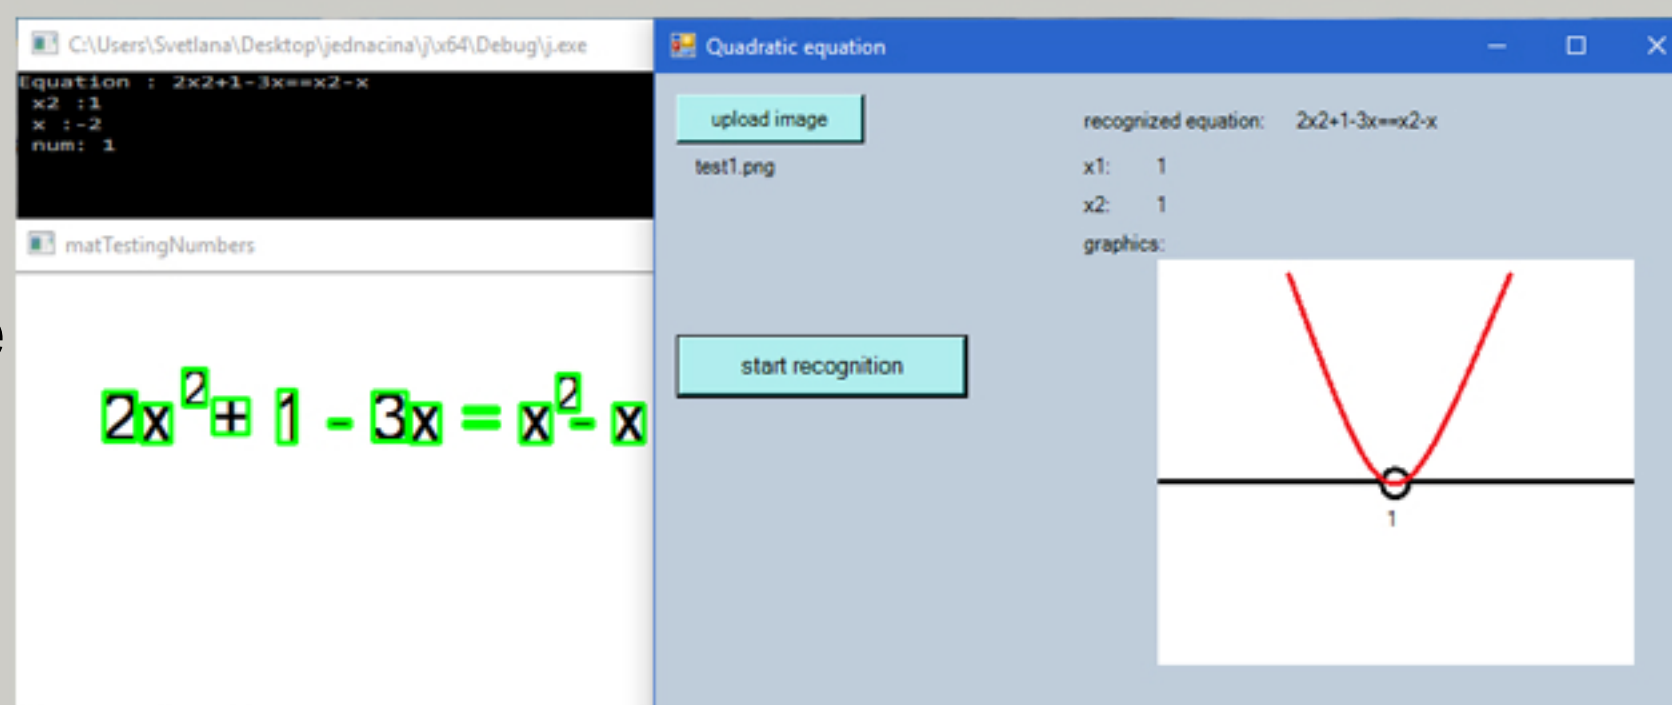 C:\Users\Svetlana\Desktop\jednacina\j\x64\Debug\j.exe
Equation : 2x2+1-3x==x2-x
x2 :1
x :-2
num: 1
matTestingNumbers
2x²+ 1 - 3x = x²- x
e
Quadratic equation
upload image
test1.png
start recognition
recognized equation: 2x2+1-3x==x2-x
x1: 1
x2: 1
graphics:
1